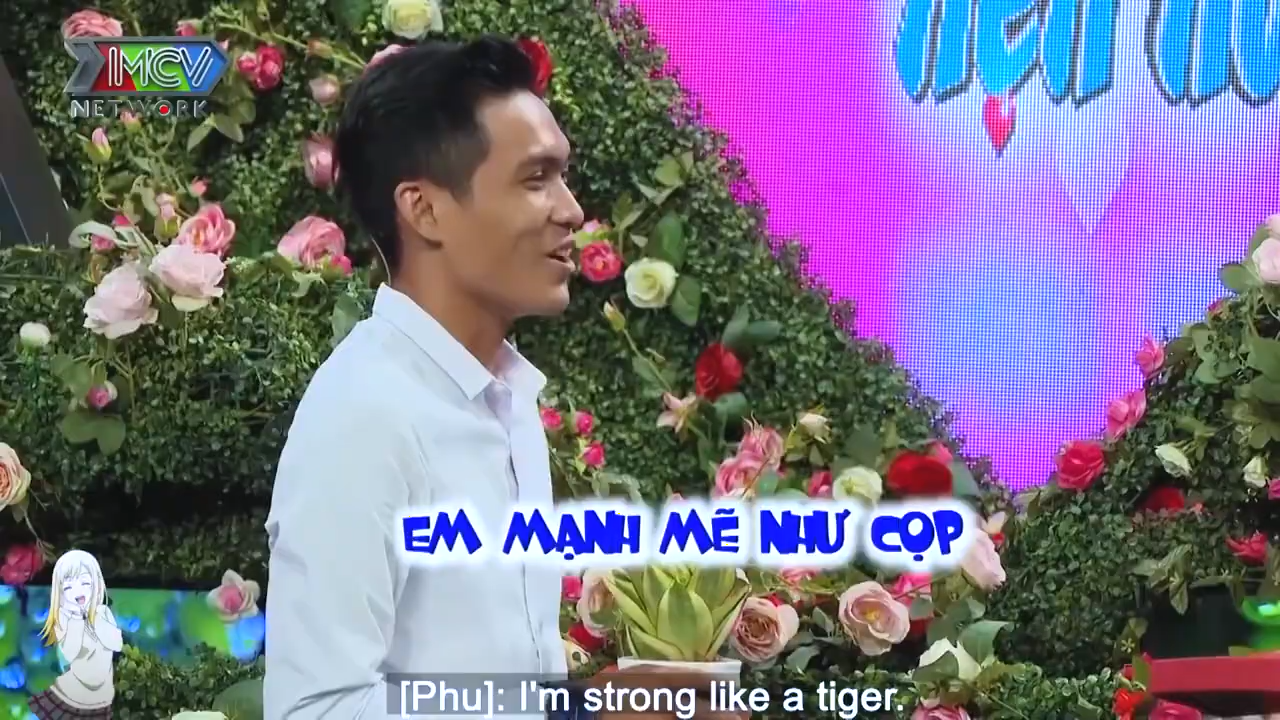 MCV
NETWORK
EM MẠNH MẼ NHƯ CỌP
[Phu]: I'm strong like a tiger.